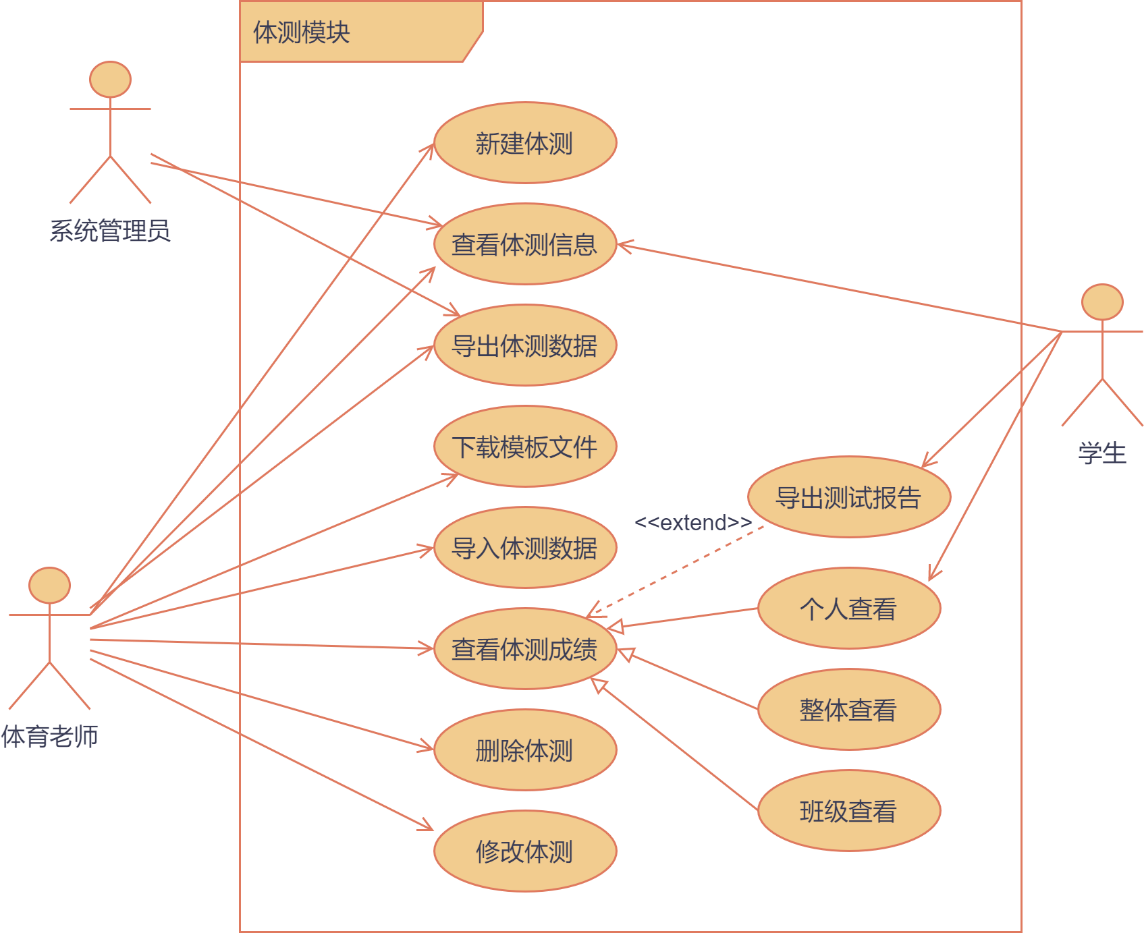 体测模块
新建体测
系统管理员
查看体测信息
导出体测数据
下载模板文件
学生
导出测试报告
<<extend>>
导入体测数据
个人查看
查看体测成绩
整体查看
体育老师
删除体测
班级查看
修改体测